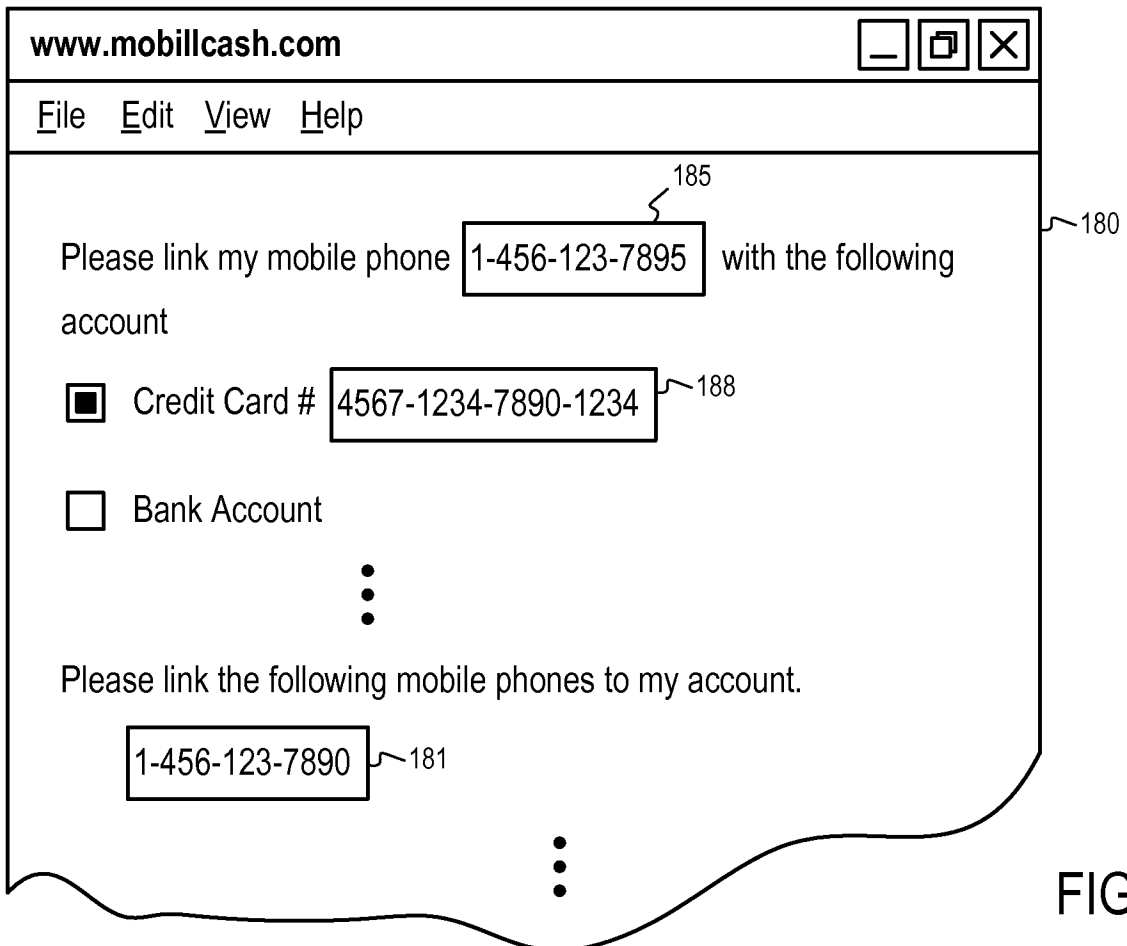 www.mobillcash.com
File Edit View Help
185
180
Please link my mobile phone 1-456-123-7895 with the following
account
Credit Card # 4567-1234-7890-1234 188
Bank Account
Please link the following mobile phones to my account.
1-456-123-7890 181
FIG